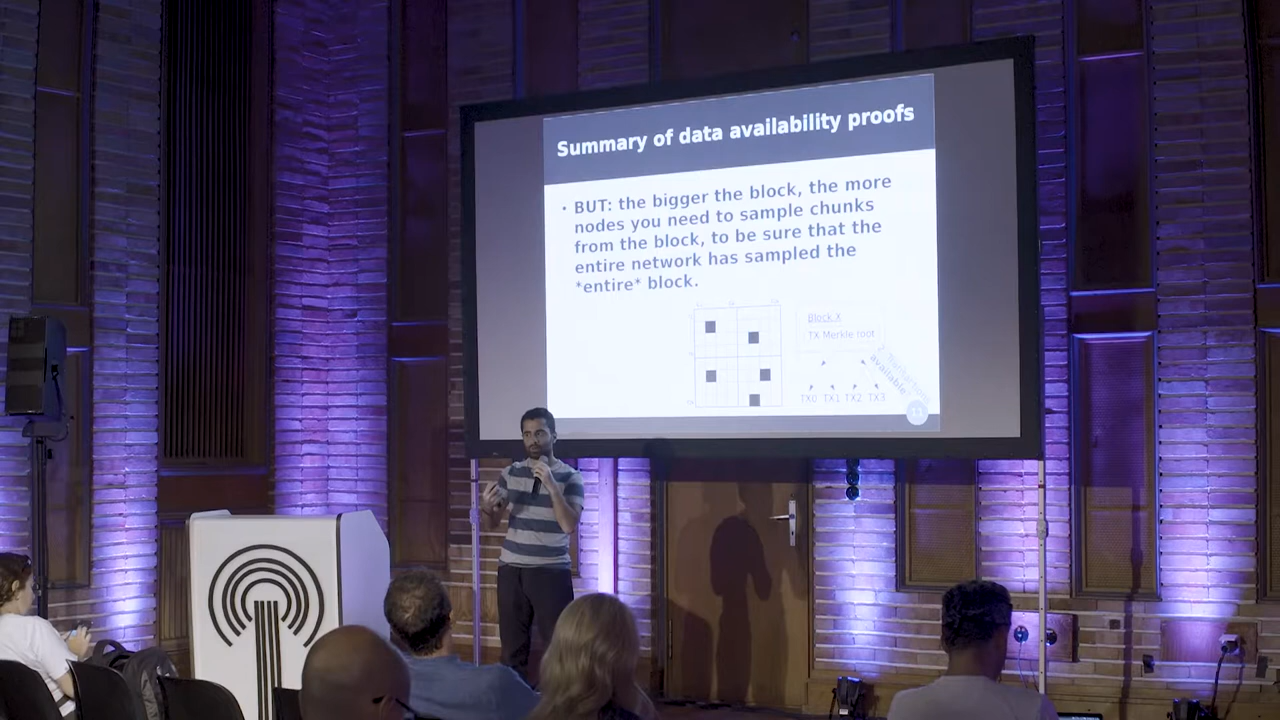 Summary of data availability proofs
• BUT: the bigger the block, the more
nodes you need to sample chunks
from the block, to be sure that the
entire network has sampled the
*entire* block.
Block X
TX Merkle root
available?
TX0 TX1 TX2 TX3
11